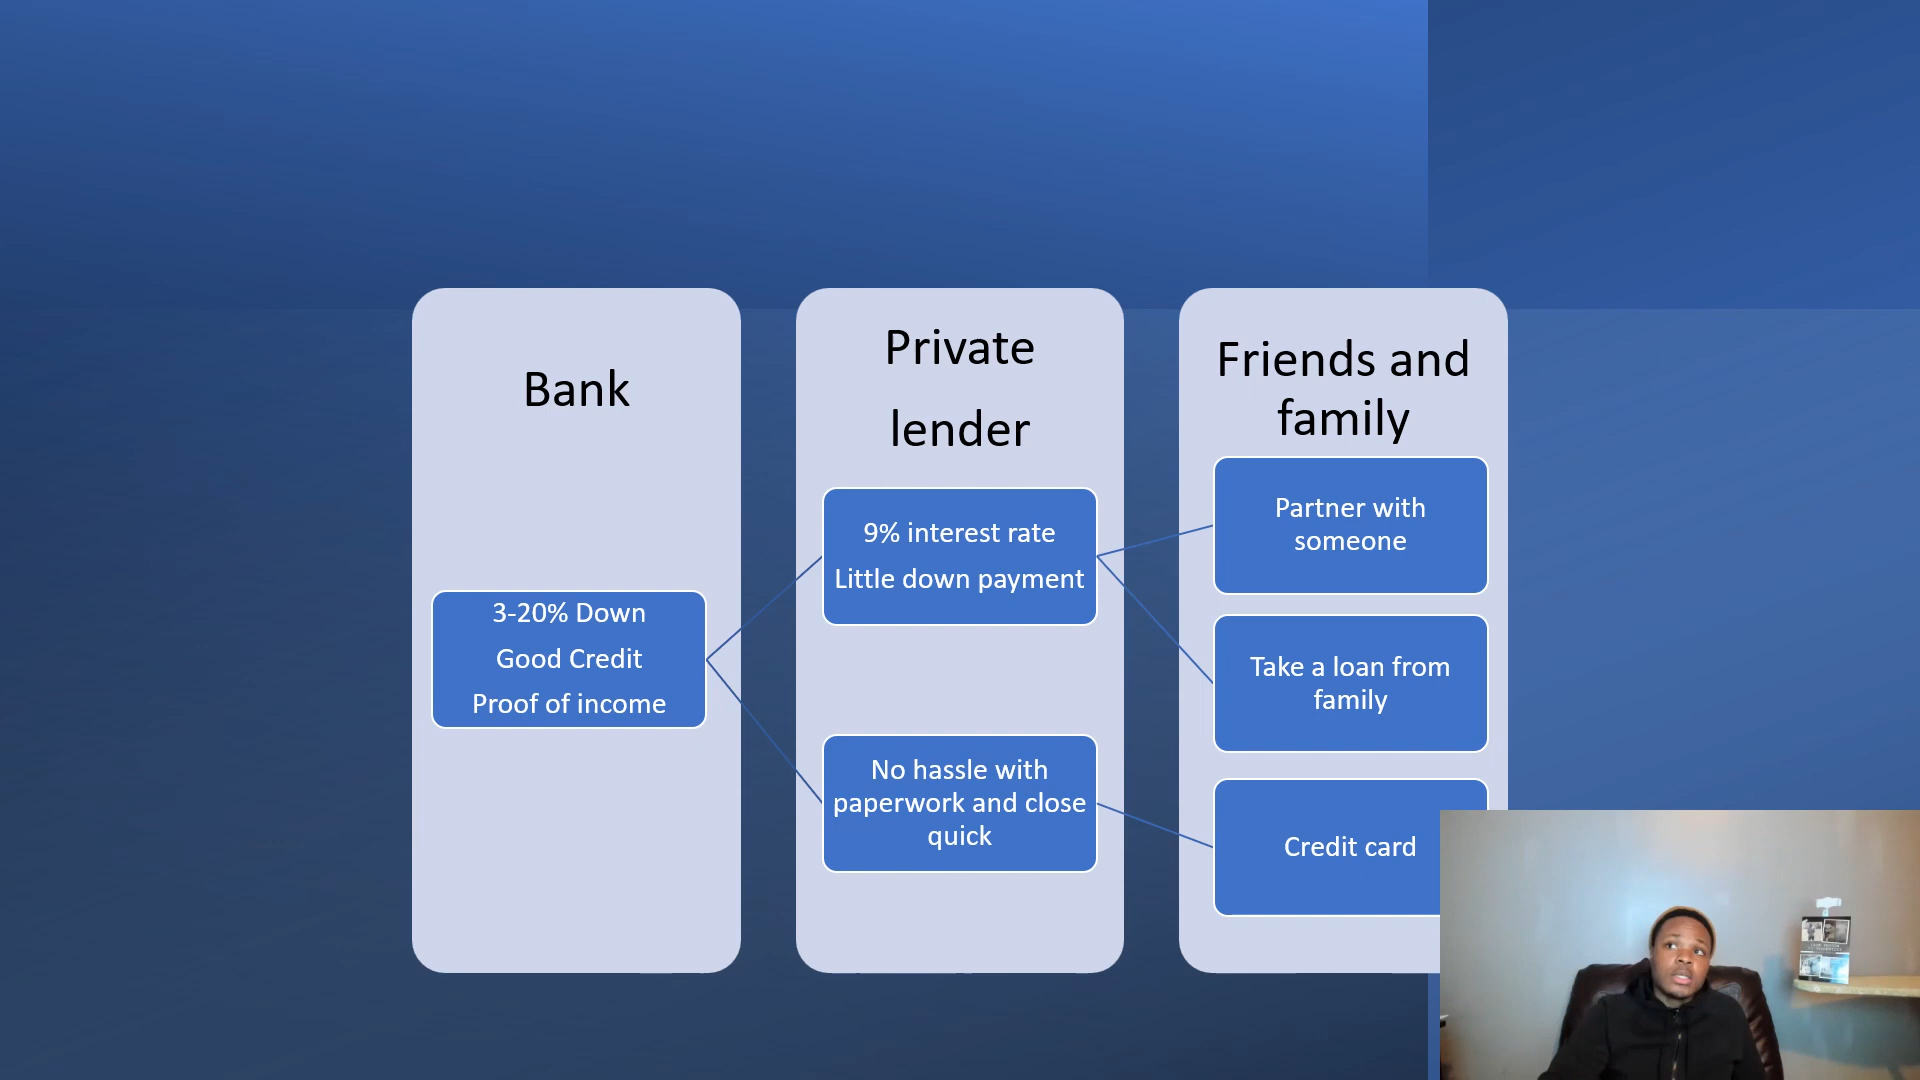 Bank
3-20% Down
Good Credit
Proof of income
Private
lender
9% interest rate
Little down payment
No hassle with
paperwork and close
quick
Friends and
family
Partner with
someone
Take a loan from
family
Credit card